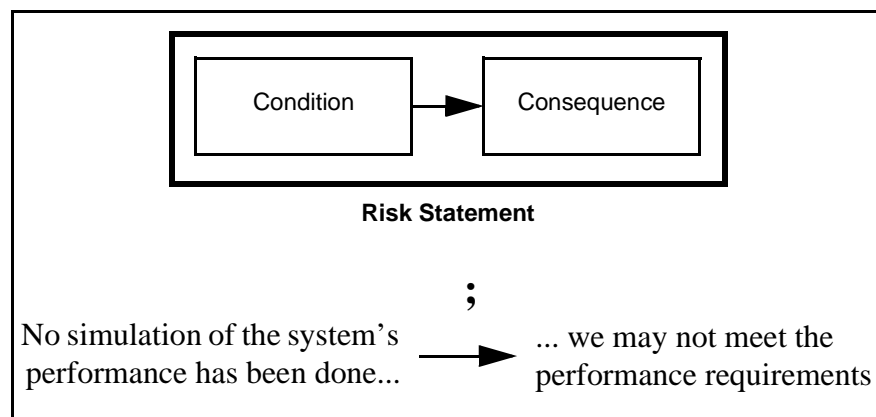 Condition
Consequence
Risk Statement
;
No simulation of the system's
performance has been done...
... we may not meet the
performance requirements